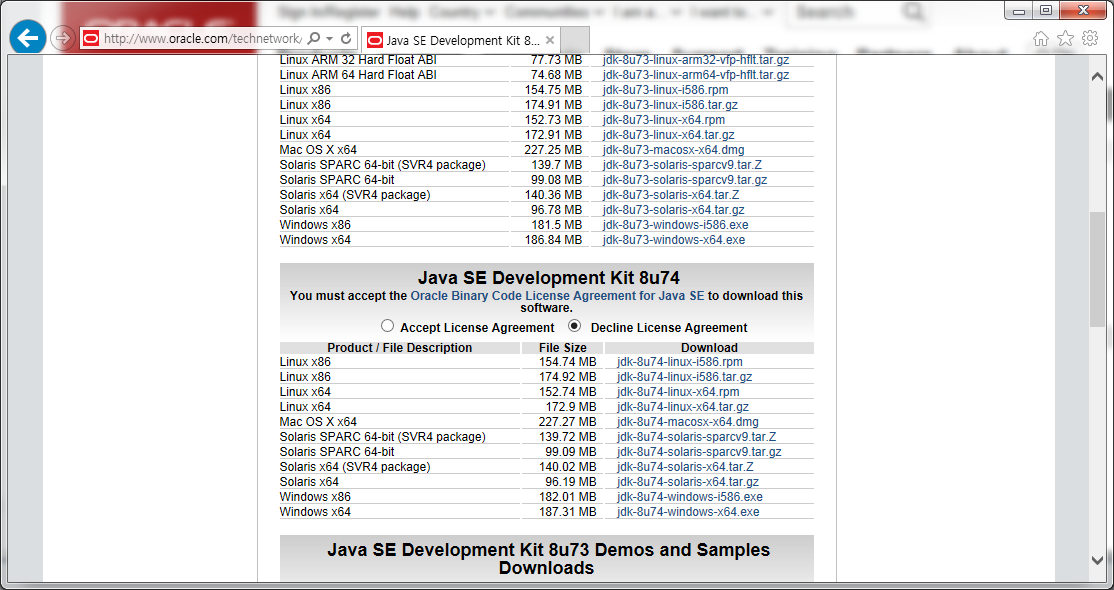 ORACLE
Sign In/Register Help Country Communities I am a... I want to... Search
http://www.oracle.com/technetwork/
Java SE Development Kit 8...
Linux ARM 32 Hard Float ABI 77.73 MB jdk-8u73-linux-arm32-vfp-hflt.tar.gz
Linux ARM 64 Hard Float ABI 74.68 MB jdk-8u73-linux-arm64-vfp-hflt.tar.gz
Linux x86 154.75 MB jdk-8u73-linux-i586.rpm
Linux x86 174.91 MB jdk-8u73-linux-i586.tar.gz
Linux x64 152.73 MB jdk-8u73-linux-x64.rpm
Linux x64 172.91 MB jdk-8u73-linux-x64.tar.gz
Mac OS X x64 227.25 MB jdk-8u73-macosx-x64.dmg
Solaris SPARC 64-bit (SVR4 package) 139.7 MB jdk-8u73-solaris-sparcv9.tar.Z
Solaris SPARC 64-bit 99.08 MB jdk-8u73-solaris-sparcv9.tar.gz
Solaris x64 (SVR4 package) 140.36 MB jdk-8u73-solaris-x64.tar.Z
Solaris x64 96.78 MB jdk-8u73-solaris-x64.tar.gz
Windows x86 181.5 MB jdk-8u73-windows-i586.exe
Windows x64 186.84 MB jdk-8u73-windows-x64.exe
Java SE Development Kit 8u74
You must accept the Oracle Binary Code License Agreement for Java SE to download this
software.
Accept License Agreement Decline License Agreement
Product / File Description File Size Download
Linux x86 154.74 MB jdk-8u74-linux-i586.rpm
Linux x86 174.92 MB jdk-8u74-linux-i586.tar.gz
Linux x64 152.74 MB jdk-8u74-linux-x64.rpm
Linux x64 172.9 MB jdk-8u74-linux-x64.tar.gz
Mac OS X x64 227.27 MB jdk-8u74-macosx-x64.dmg
Solaris SPARC 64-bit (SVR4 package) 139.72 MB jdk-8u74-solaris-sparcv9.tar.Z
Solaris SPARC 64-bit 99.09 MB jdk-8u74-solaris-sparcv9.tar.gz
Solaris x64 (SVR4 package) 140.02 MB jdk-8u74-solaris-x64.tar.Z
Solaris x64 96.19 MB jdk-8u74-solaris-x64.tar.gz
Windows x86 182.01 MB jdk-8u74-windows-i586.exe
Windows x64 187.31 MB jdk-8u74-windows-x64.exe
Java SE Development Kit 8u73 Demos and Samples
Downloads